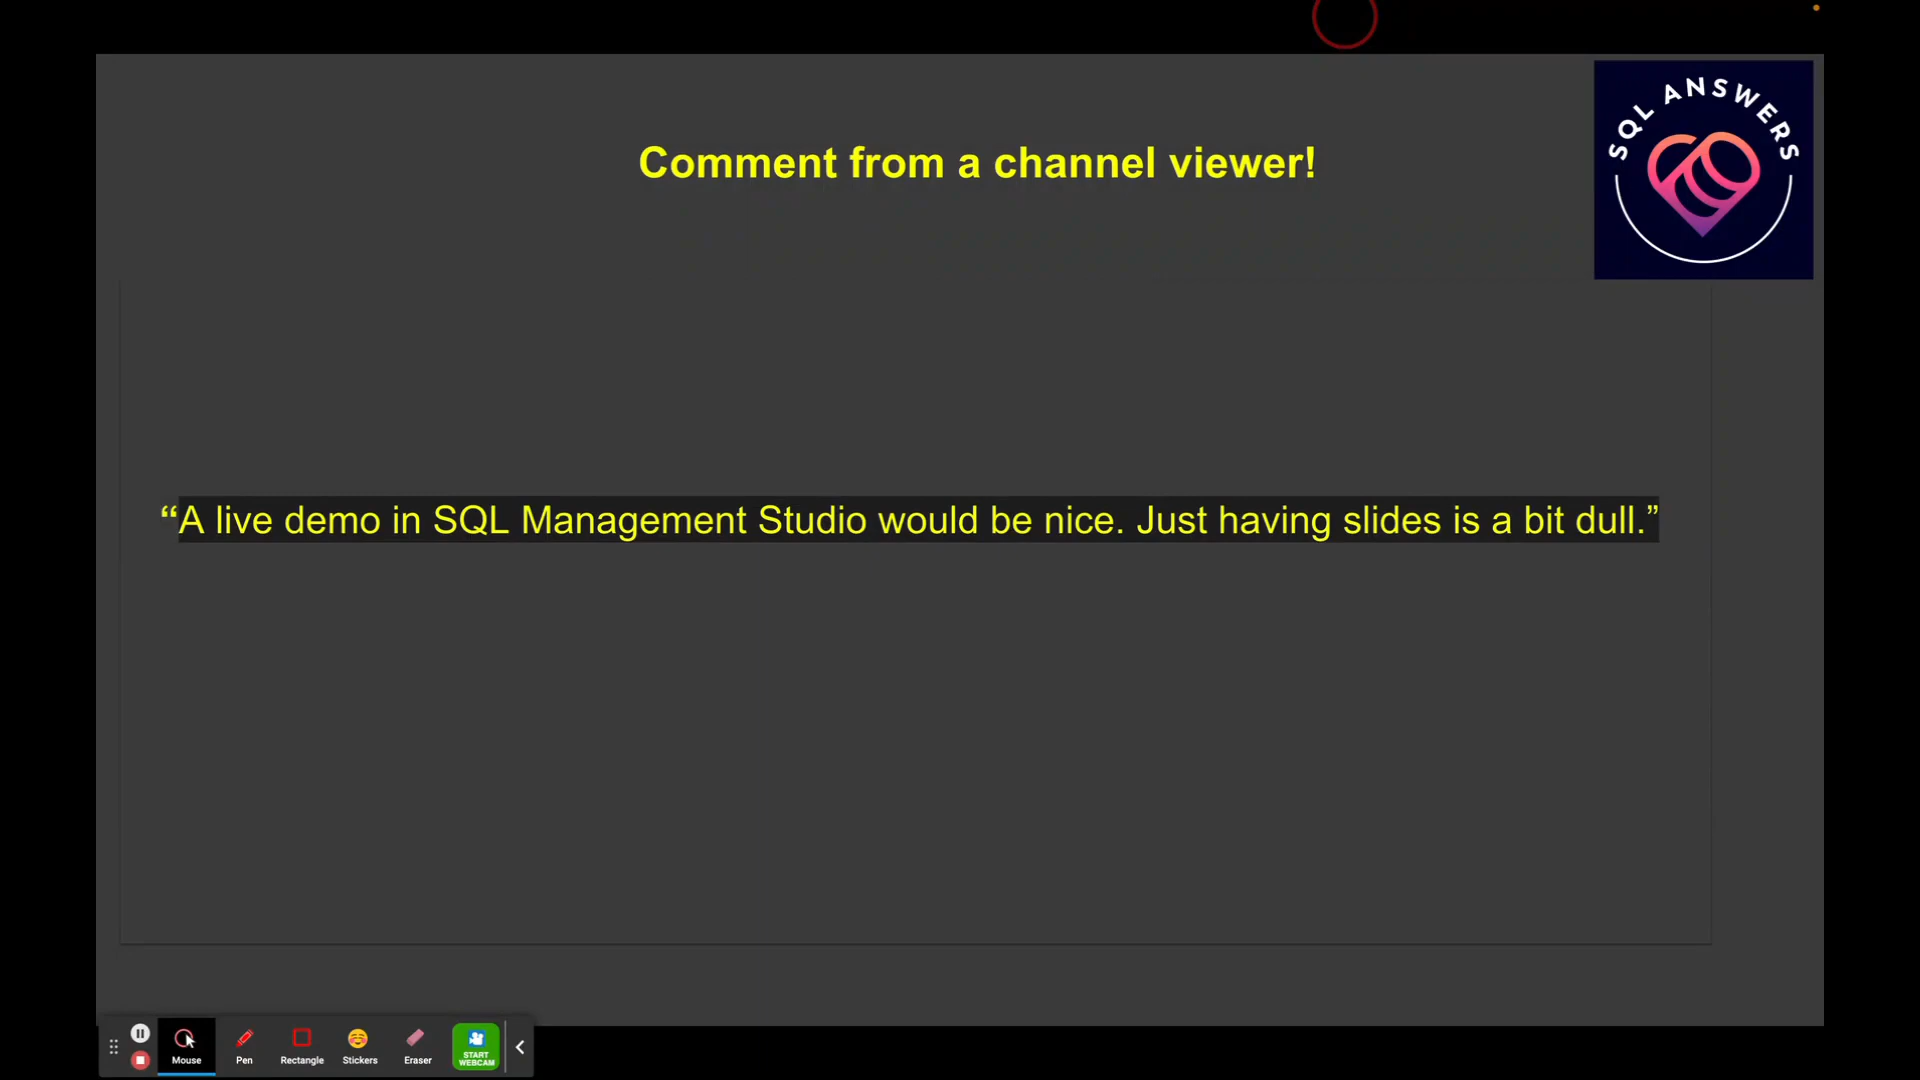 SQL ANSWERS
Comment from a channel viewer!
“A live demo in SQL Management Studio would be nice. Just having slides is a bit dull.”
Mouse
Pen
Rectangle
Stickers
Eraser
START
WEBCAM